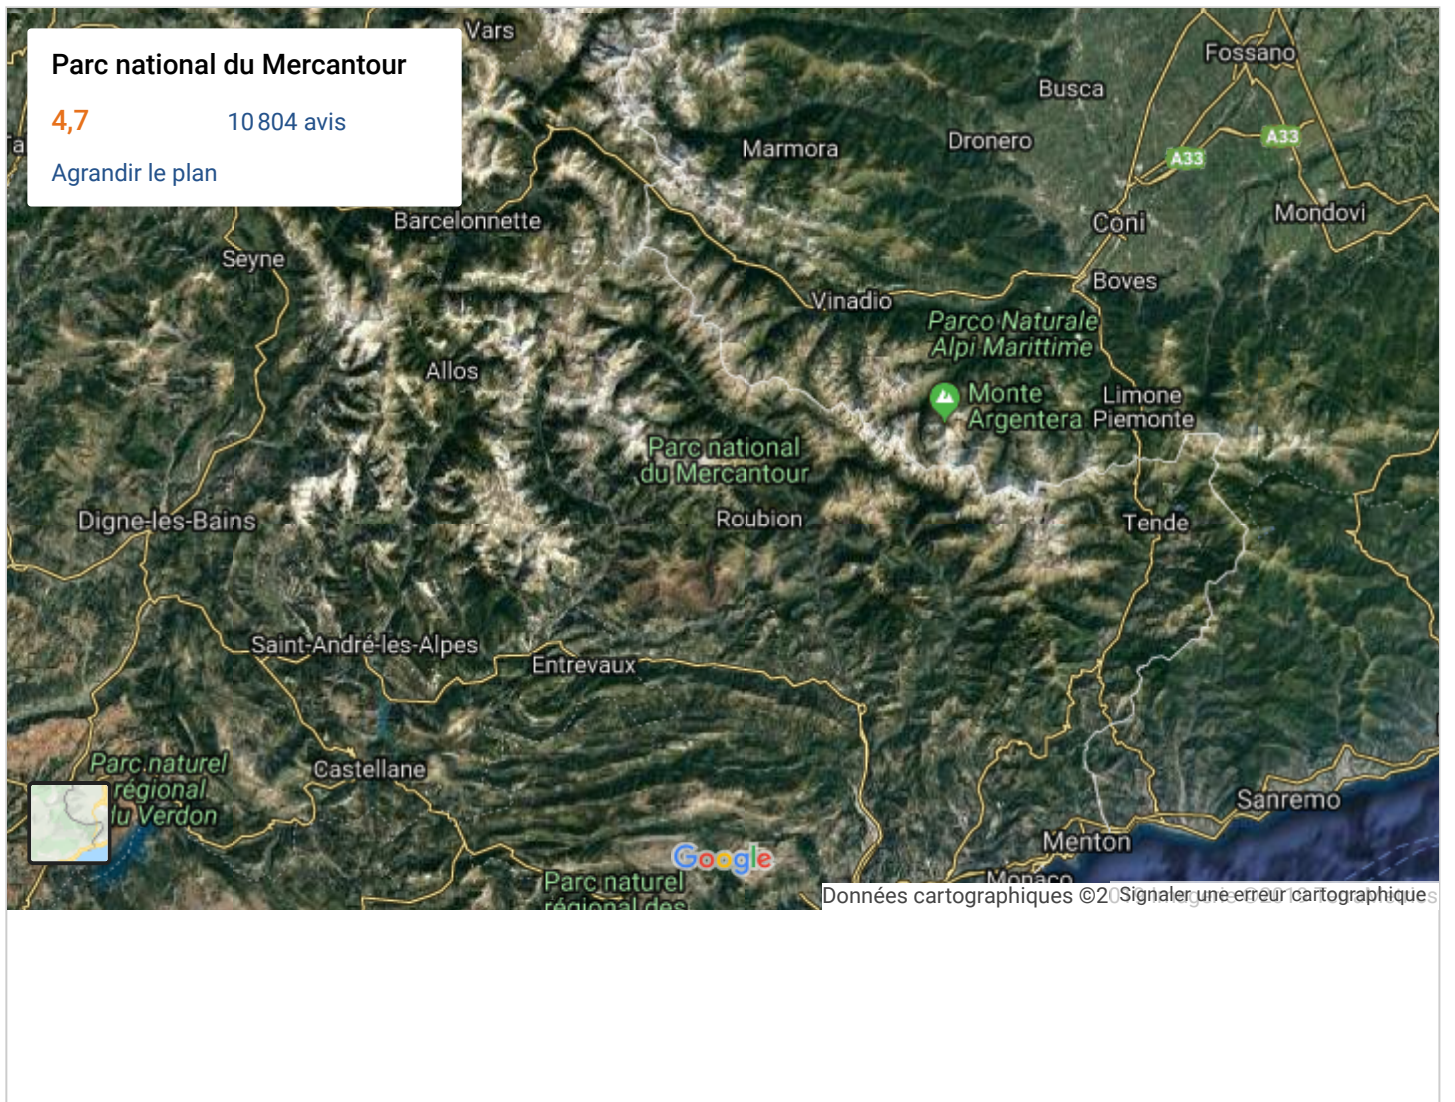 Parc national du Mercantour
4,7 10 804 avis
Agrandir le plan
Vars
Fossano
Busca
A33
Dronero
Marmora
A33
Barcelonnette
Coni
Mondovi
Seyne
Boves
Vinadio
Parco Naturale
Alpi Marittime
Allos
Monte
Argentera
Limone
Piemonte
Parc national
du Mercantour
Roubion
Digne-les-Bains
Tende
Saint-André-les-Alpes
Entrevaux
Parc naturel
régional
du Verdon
Castellane
Sanremo
Menton
Google
Monaco
Parc naturel
régional des
Données cartographiques ©2
Signaler une erreur cartographique